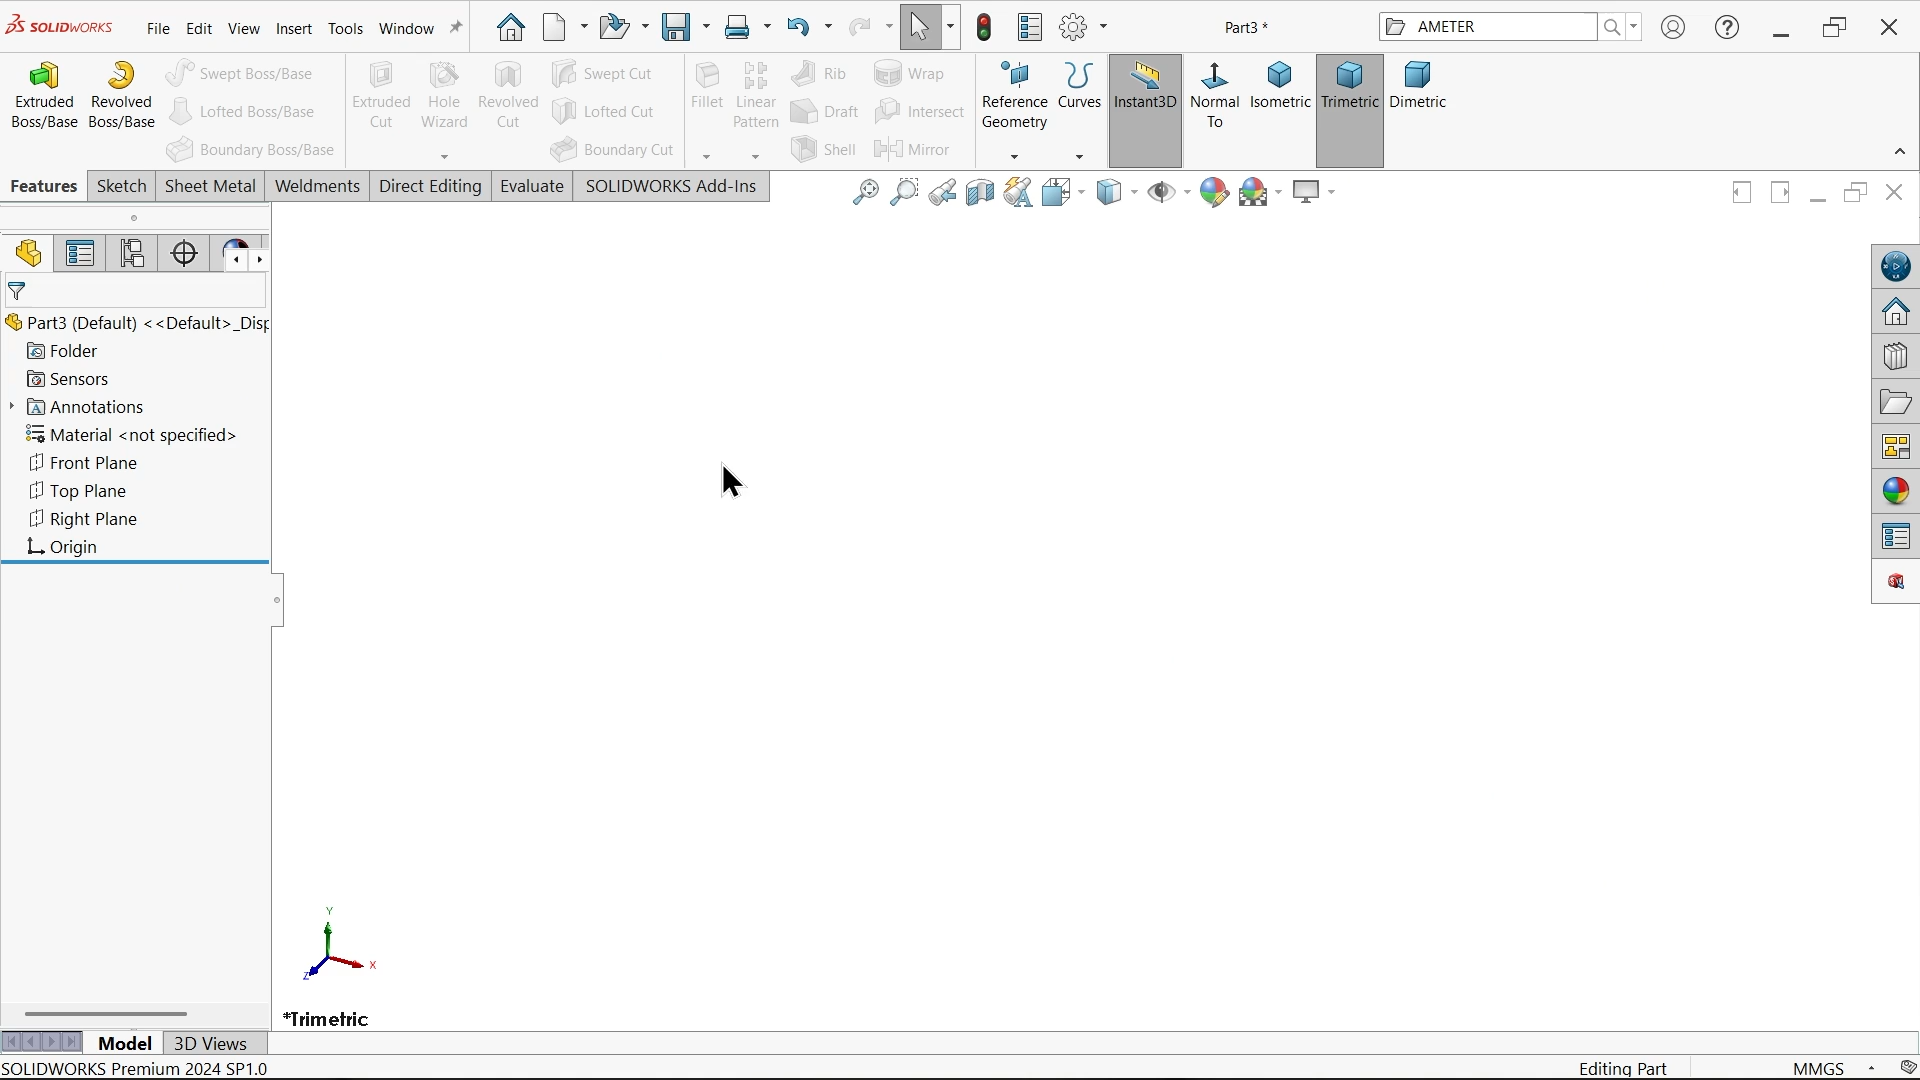 SOLIDWORKS File Edit View Insert Tools Window Part3 * AMETER
Extruded Boss/Base
Revolved Boss/Base
Swept Boss/Base
Lofted Boss/Base
Boundary Boss/Base
Extruded Cut
Hole Wizard
Revolved Cut
Swept Cut
Lofted Cut
Boundary Cut
Fillet
Linear Pattern
Rib
Draft
Shell
Wrap
Intersect
Mirror
Reference Geometry
Curves
Instant3D
Normal To
Isometric
Trimetric
Dimetric
Features Sketch Sheet Metal Weldments Direct Editing Evaluate SOLIDWORKS Add-Ins
Part3 (Default) <<Default>_Disp
Folder
Sensors
Annotations
Material <not specified>
Front Plane
Top Plane
Right Plane
Origin
Y
X
Z
*Trimetric
Model 3D Views
SOLIDWORKS Premium 2024 SP1.0 Editing Part MMGS